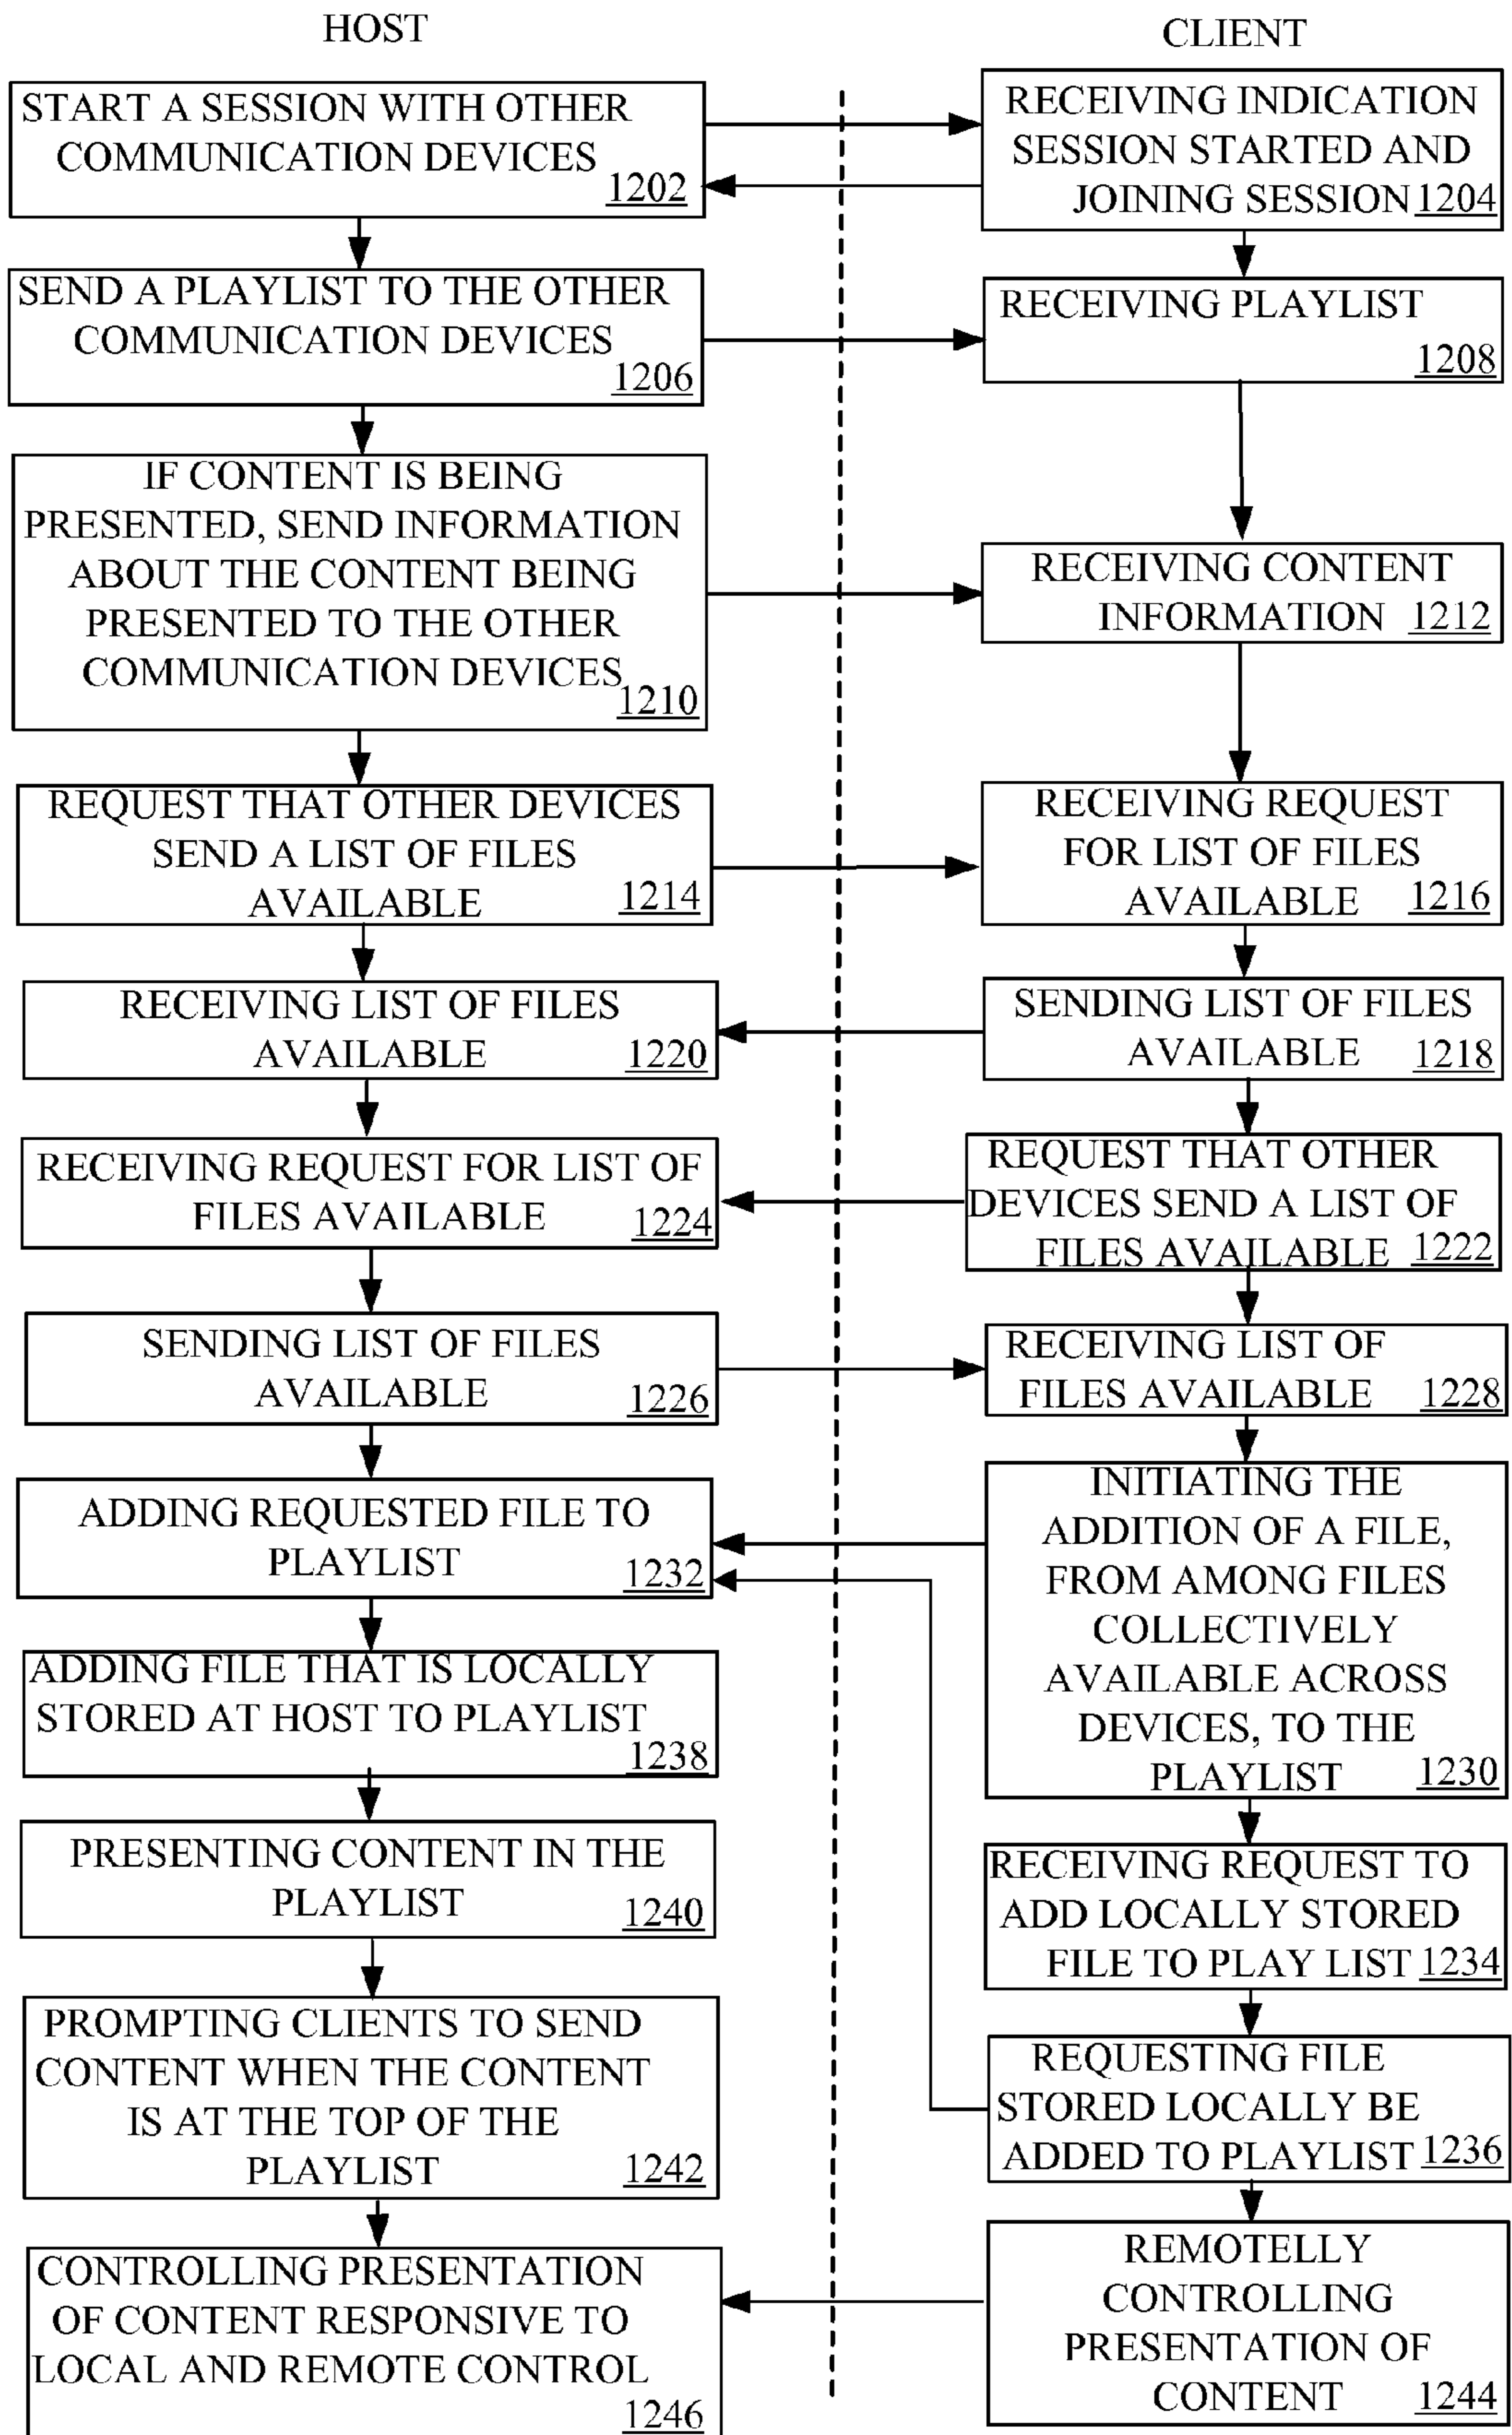 HOST
CLIENT
START A SESSION WITH OTHER
COMMUNICATION DEVICES
1202
RECEIVING INDICATION
SESSION STARTED AND
JOINING SESSION 1204
SEND A PLAYLIST TO THE OTHER
COMMUNICATION DEVICES
1206
RECEIVING PLAYLIST
1208
IF CONTENT IS BEING
PRESENTED, SEND INFORMATION
ABOUT THE CONTENT BEING
PRESENTED TO THE OTHER
COMMUNICATION DEVICES
1210
RECEIVING CONTENT
INFORMATION 1212
REQUEST THAT OTHER DEVICES
SEND A LIST OF FILES
AVAILABLE 1214
RECEIVING REQUEST
FOR LIST OF FILES
AVAILABLE 1216
RECEIVING LIST OF FILES
AVAILABLE 1220
SENDING LIST OF FILES
AVAILABLE 1218
RECEIVING REQUEST FOR LIST OF
FILES AVAILABLE 1224
REQUEST THAT OTHER
DEVICES SEND A LIST OF
FILES AVAILABLE 1222
SENDING LIST OF FILES
AVAILABLE 1226
RECEIVING LIST OF
FILES AVAILABLE 1228
ADDING REQUESTED FILE TO
PLAYLIST 1232
INITIATING THE
ADDITION OF A FILE,
FROM AMONG FILES
COLLECTIVELY
AVAILABLE ACROSS
DEVICES, TO THE
PLAYLIST 1230
ADDING FILE THAT IS LOCALLY
STORED AT HOST TO PLAYLIST
1238
PRESENTING CONTENT IN THE
PLAYLIST 1240
RECEIVING REQUEST TO
ADD LOCALLY STORED
FILE TO PLAY LIST 1234
PROMPTING CLIENTS TO SEND
CONTENT WHEN THE CONTENT
IS AT THE TOP OF THE
PLAYLIST 1242
REQUESTING FILE
STORED LOCALLY BE
ADDED TO PLAYLIST 1236
CONTROLLING PRESENTATION
OF CONTENT RESPONSIVE TO
LOCAL AND REMOTE CONTROL
1246
REMOTELLY
CONTROLLING
PRESENTATION OF
CONTENT 1244